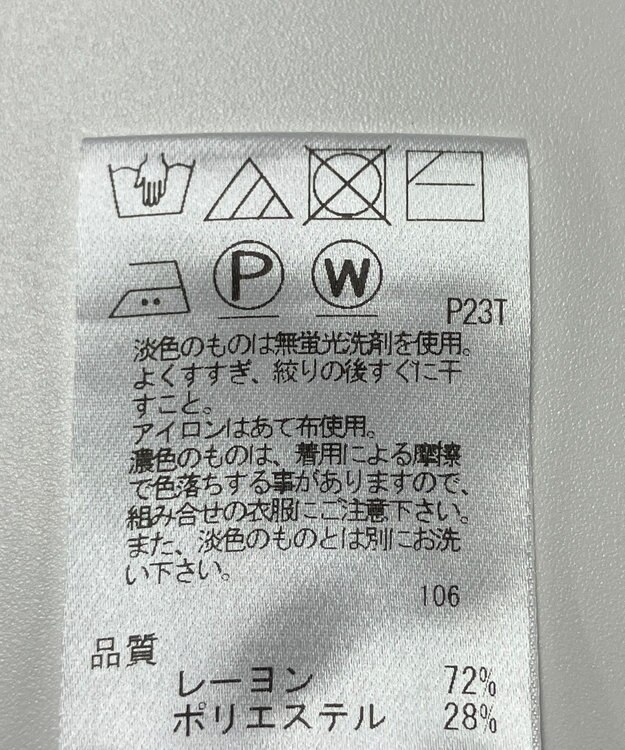 P W
P23T
淡色のものは無蛍光洗剤を使用。
よくすすぎ、絞りの後すぐに干
すこと。
アイロンはあて布使用。
濃色のものは、着用による摩擦
で色落ちする事がありますので、
組み合せの衣服にご注意下さい。
また、淡色のものとは別にお洗
い下さい。
106
品質
レーヨン 72%
ポリエステル 28%